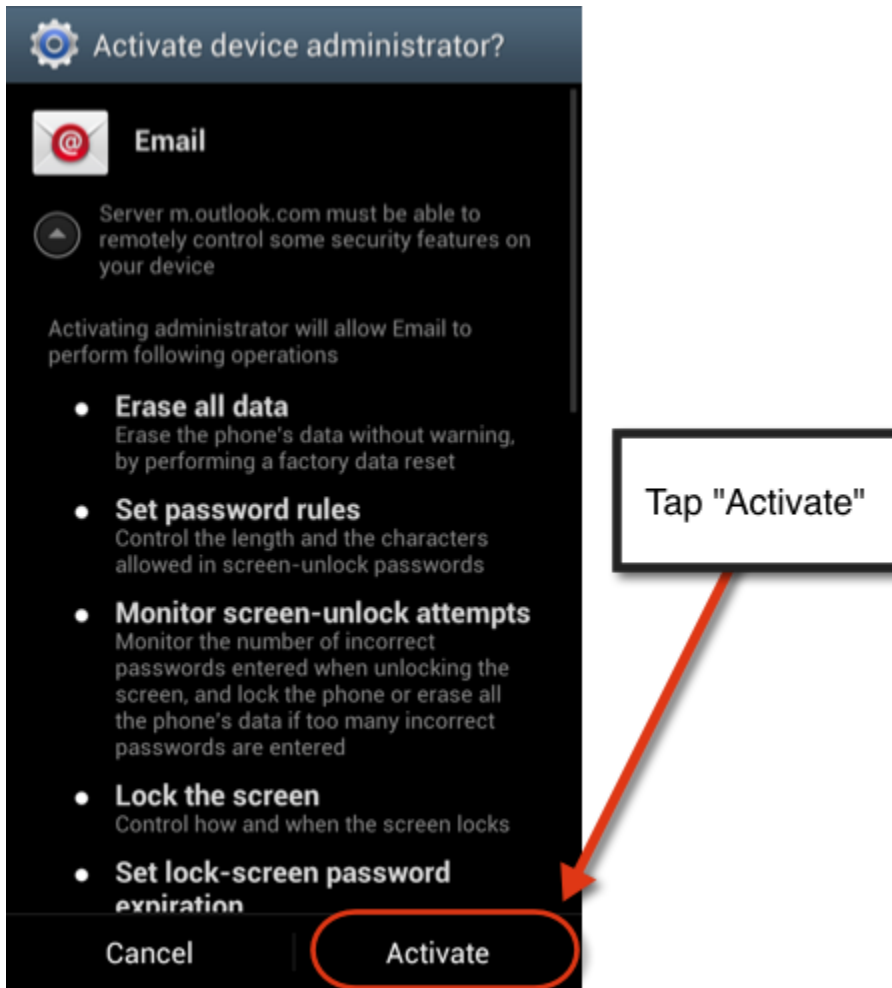 Activate device administrator?
Email
Server m.outlook.com must be able to
remotely control some security features on
your device
Activating administrator will allow Email to
perform following operations
Erase all data
Erase the phone's data without warning,
by performing a factory data reset
Set password rules
Control the length and the characters
allowed in screen-unlock passwords
Monitor screen-unlock attempts
Monitor the number of incorrect
passwords entered when unlocking the
screen, and lock the phone or erase all
the phone's data if too many incorrect
passwords are entered
Lock the screen
Control how and when the screen locks
Set lock-screen password
expiration
Cancel
Activate
Tap "Activate"